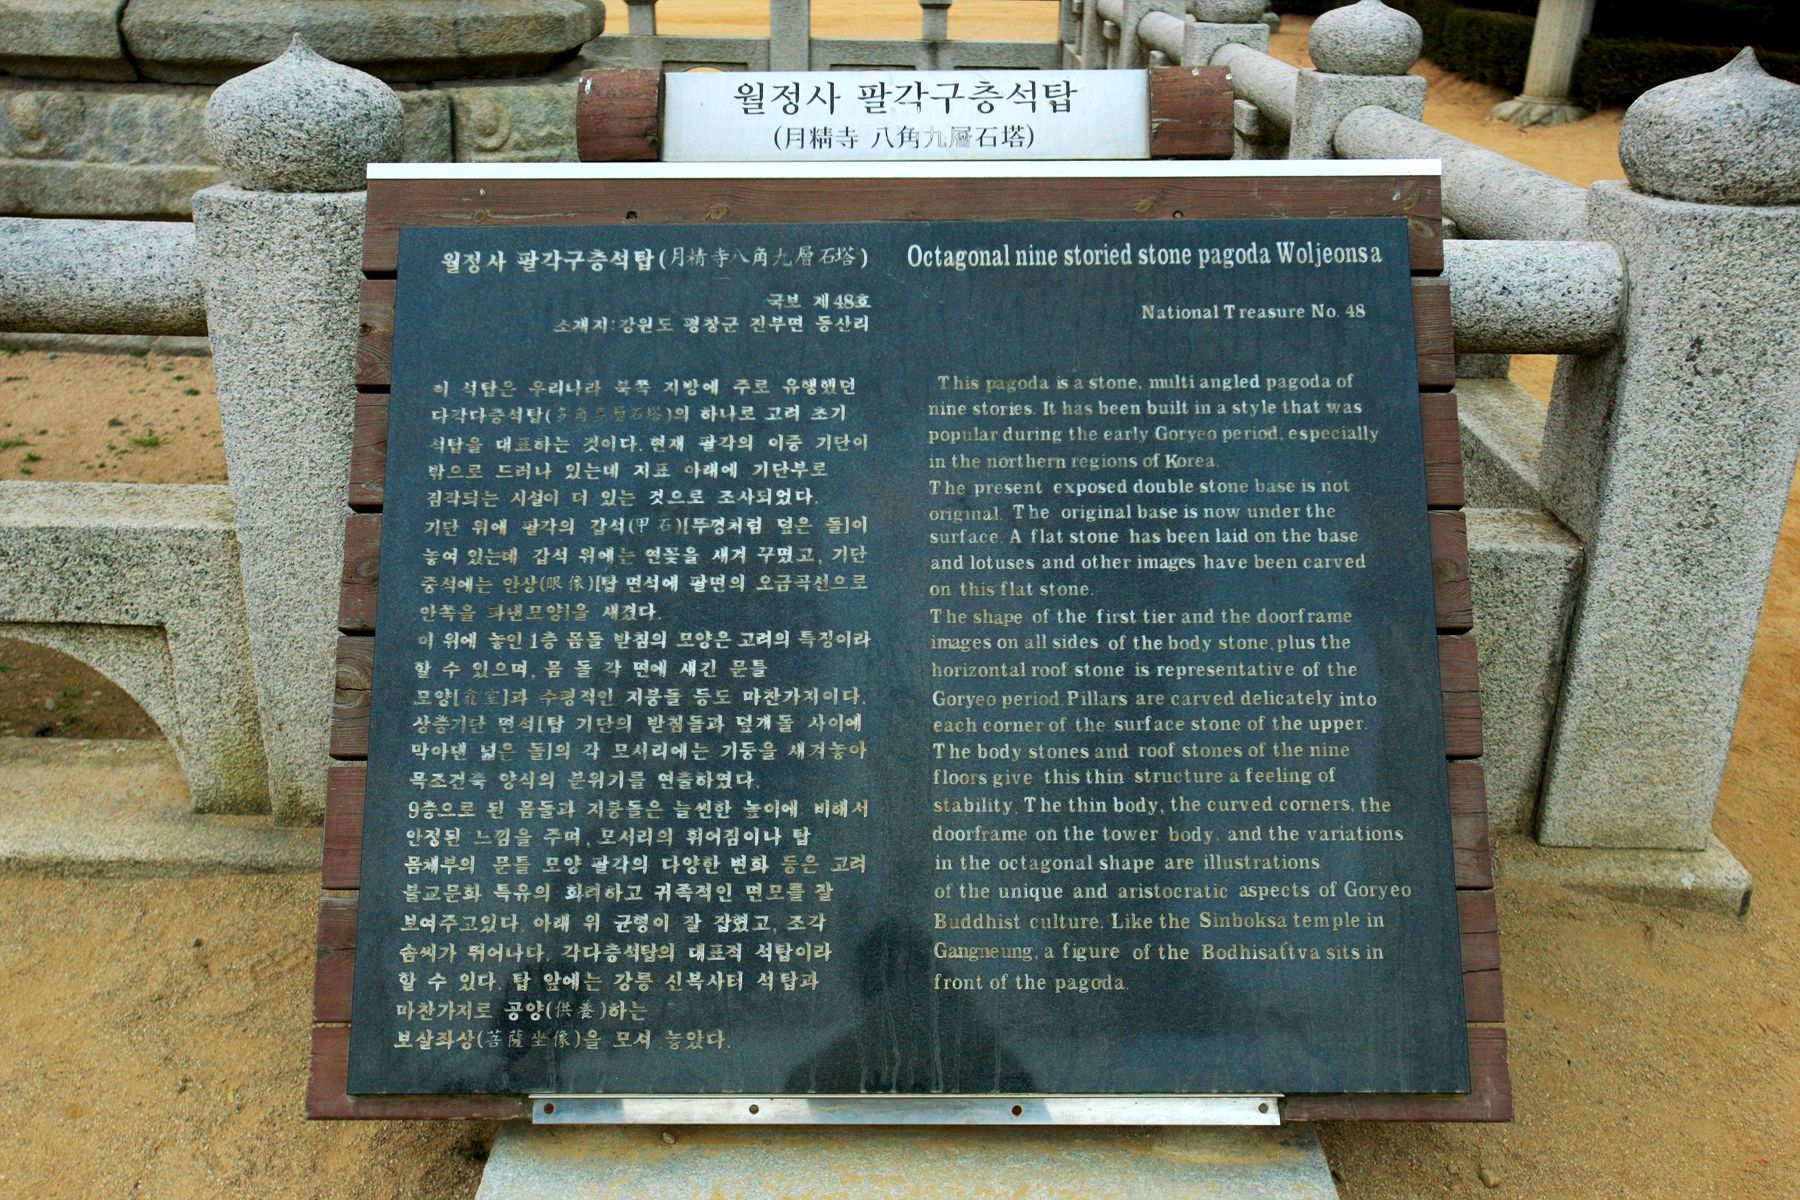 월정사 팔각구층석탑
(月精寺 八角九層石塔)
월정사 팔각구층석탑(月精寺八角九層石塔)
국보 제48호
소재지:강원도 평창군 진부면 동산리
이 석탑은 우리나라 북쪽 지방에 주로 유행했던
다각다층석탑(多角多層石塔)의 하나로 고려 초기
석탑을 대표하는 것이다. 현재 팔각의 이중 기단이
밖으로 드러나 있는데 지표 아래에 기단부로
짐작되는 시설이 더 있는 것으로 조사되었다.
기단 위에 팔각의 갑석(甲石)[뚜껑처럼 덮은 돌]이
놓여 있는데 갑석 위에는 연꽃을 새겨 꾸몄고, 기단
중석에는 안상(眼像)[탑 면석에 팔면의 오금곡선으로
안쪽을 파낸모양]을 새겼다.
이 위에 놓인 1층 몸돌 받침의 모양은 고려의 특징이라
할 수 있으며, 몸 돌 각 면에 새긴 문틀
모양[龕室]과 수평적인 지붕돌 등도 마찬가지이다.
상층기단 면석[탑 기단의 받침돌과 덮개돌 사이에
막아댄 넓은 돌]의 각 모서리에는 기둥을 새겨놓아
목조건축 양식의 분위기를 연출하였다.
9층으로 된 몸돌과 지붕돌은 늘씬한 높이에 비해서
안정된 느낌을 주며, 모서리의 휘어짐이나 탑
몸체부의 문틀 모양 팔각의 다양한 변화 등은 고려
불교문화 특유의 화려하고 귀족적인 면모를 잘
보여주고있다. 아래 위 균형이 잘 잡혔고, 조각
솜씨가 뛰어나다. 각다층석탑의 대표적 석탑이라
할 수 있다. 탑 앞에는 강릉 신복사터 석탑과
마찬가지로 공양(供養)하는
보살좌상(菩薩坐像)을 모셔 놓았다.
Octagonal nine storied stone pagoda Woljeonsa
National Treasure No. 48
This pagoda is a stone, multi angled pagoda of
nine stories. It has been built in a style that was
popular during the early Goryeo period, especially
in the northern regions of Korea.
The present exposed double stone base is not
original. The original base is now under the
surface. A flat stone has been laid on the base
and lotuses and other images have been carved
on this flat stone.
The shape of the first tier and the doorframe
images on all sides of the body stone, plus the
horizontal roof stone is representative of the
Goryeo period. Pillars are carved delicately into
each corner of the surface stone of the upper.
The body stones and roof stones of the nine
floors give this thin structure a feeling of
stability. The thin body, the curved corners, the
doorframe on the tower body, and the variations
in the octagonal shape are illustrations
of the unique and aristocratic aspects of Goryeo
Buddhist culture. Like the Sinboksa temple in
Gangneung, a figure of the Bodhisattva sits in
front of the pagoda.